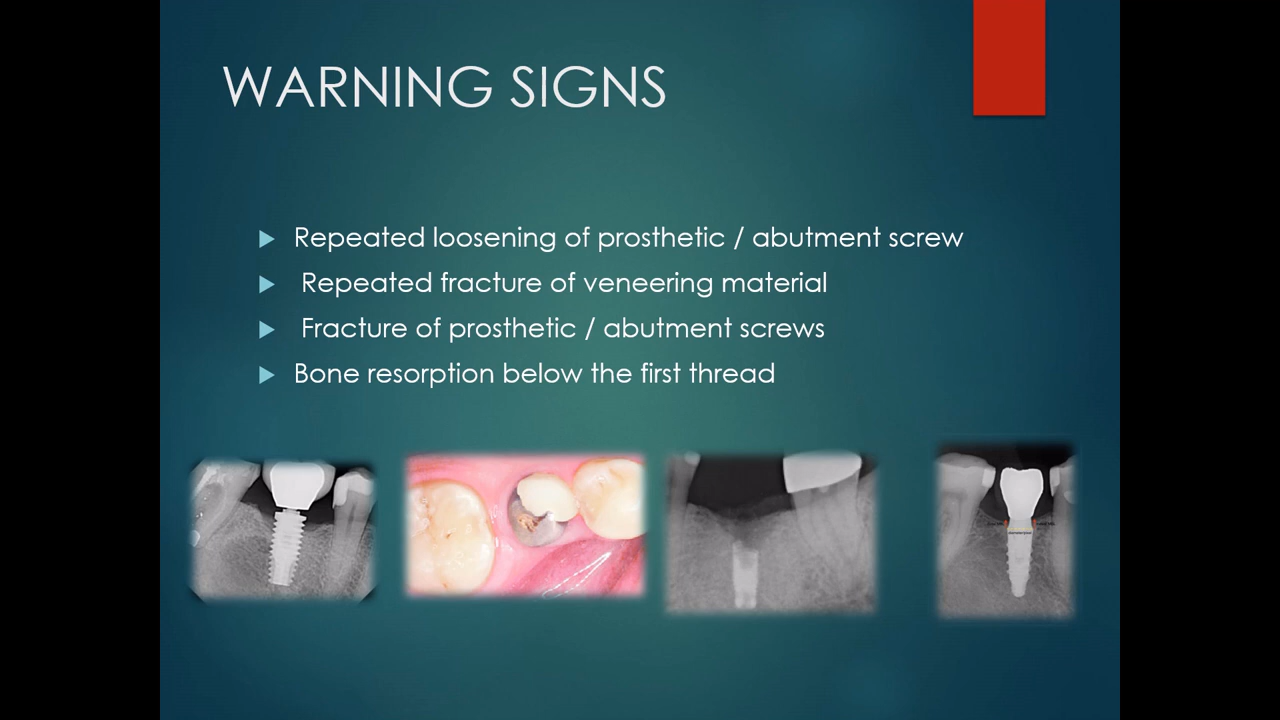 WARNING SIGNS
Repeated loosening of prosthetic / abutment screw
Repeated fracture of veneering material
Fracture of prosthetic / abutment screws
Bone resorption below the first thread